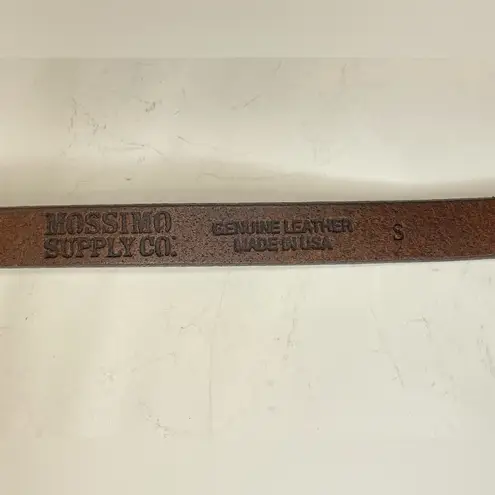 MOSSIMO
SUPPLY CO.
GENUINE LEATHER
MADE IN USA
S